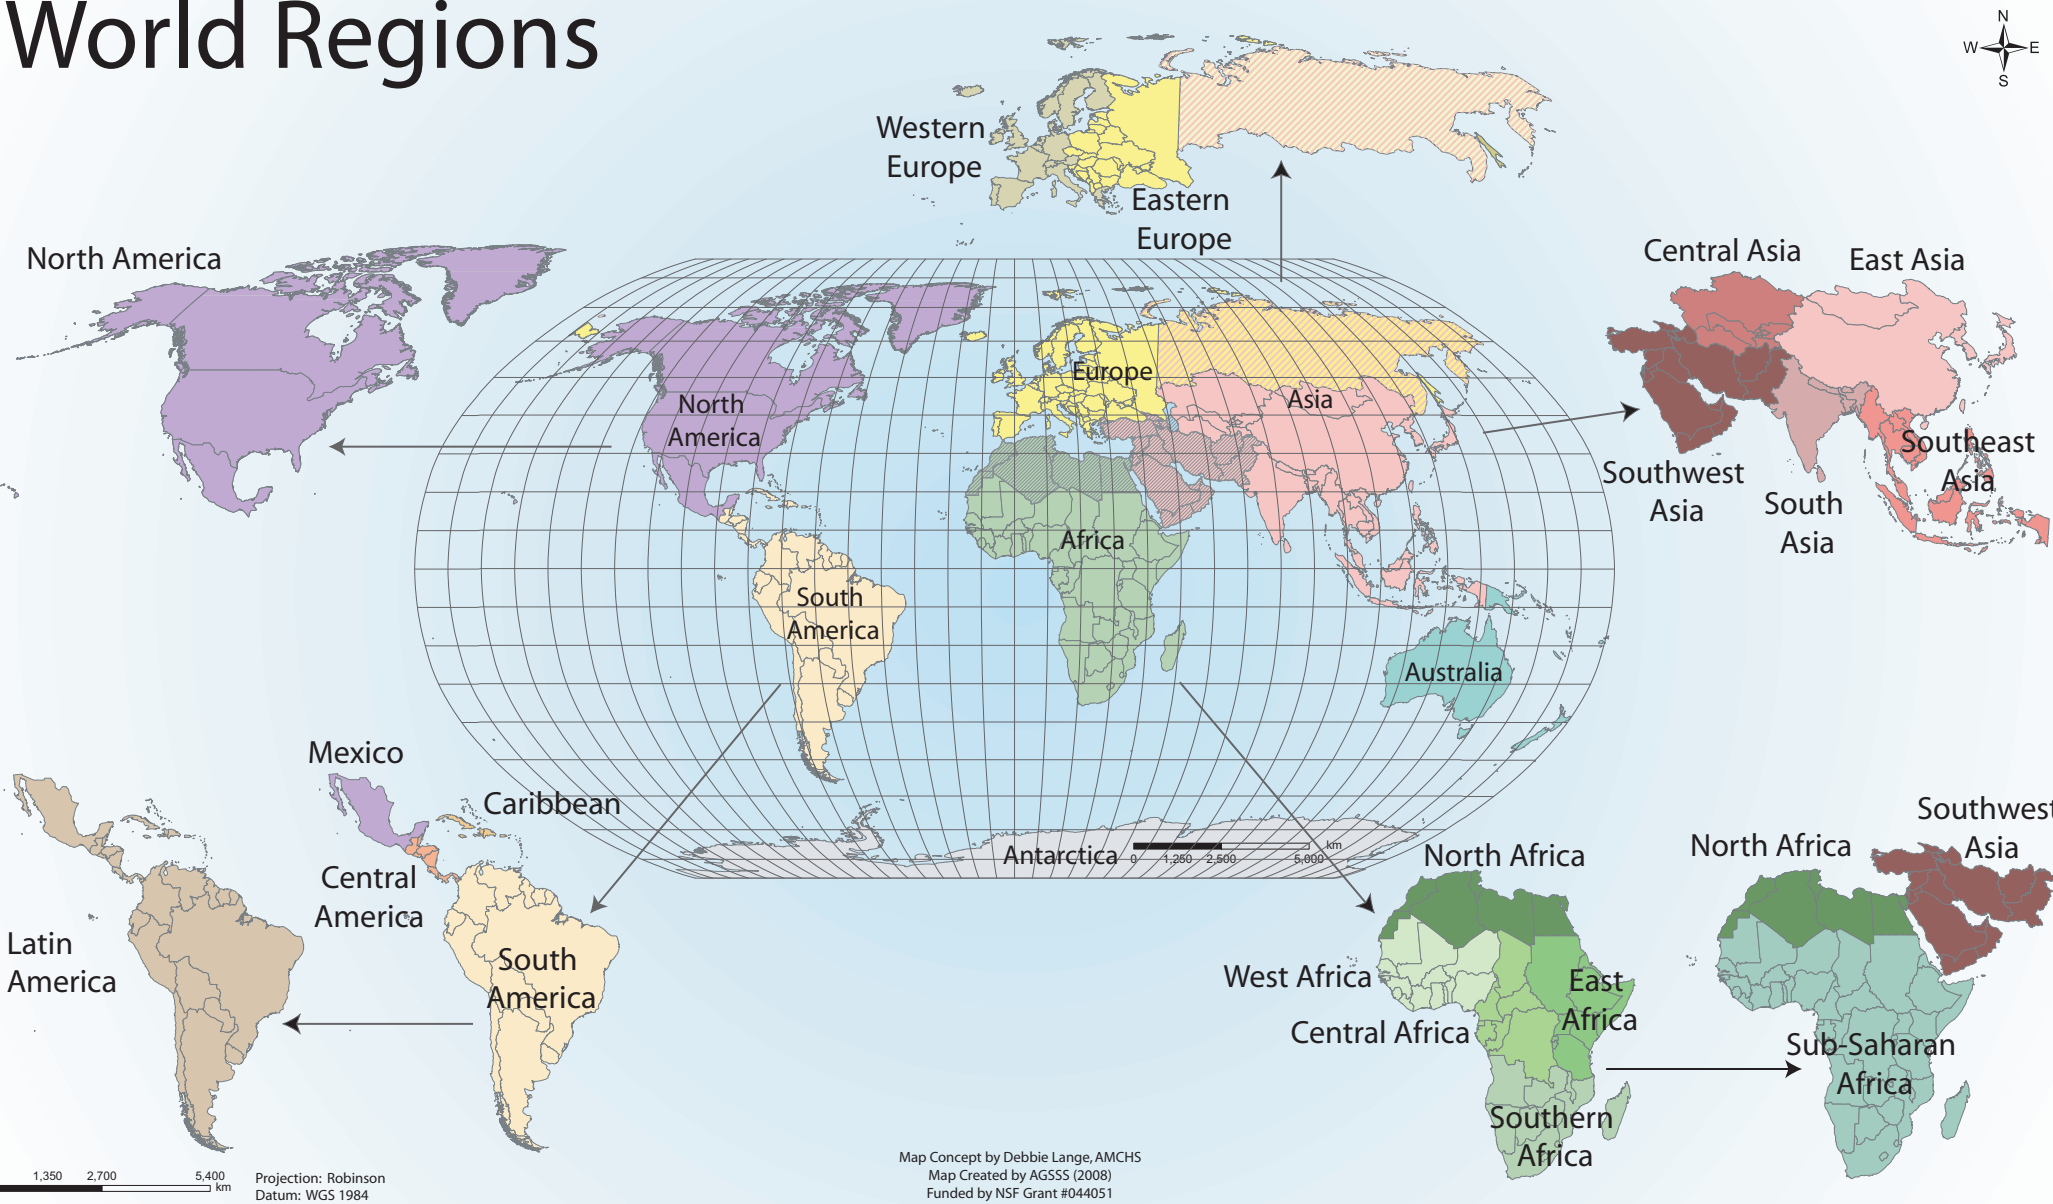 World Regions
N
W
E
S
Western
Europe
Eastern
Europe
North America
Central Asia
East Asia
Southwest
Asia
South
Asia
Southeast
Asia
North
America
Europe
Asia
Africa
South
America
Australia
Antarctica
0 1,250 2,500 5,000 km
Mexico
Caribbean
Central
America
South
America
Latin
America
North Africa
West Africa
Central Africa
East
Africa
Southern
Africa
North Africa
Southwest
Asia
Sub-Saharan
Africa
1,350 2,700 5,400
km
Projection: Robinson
Datum: WGS 1984
Map Concept by Debbie Lange, AMCHS
Map Created by AGSSS (2008)
Funded by NSF Grant #044051